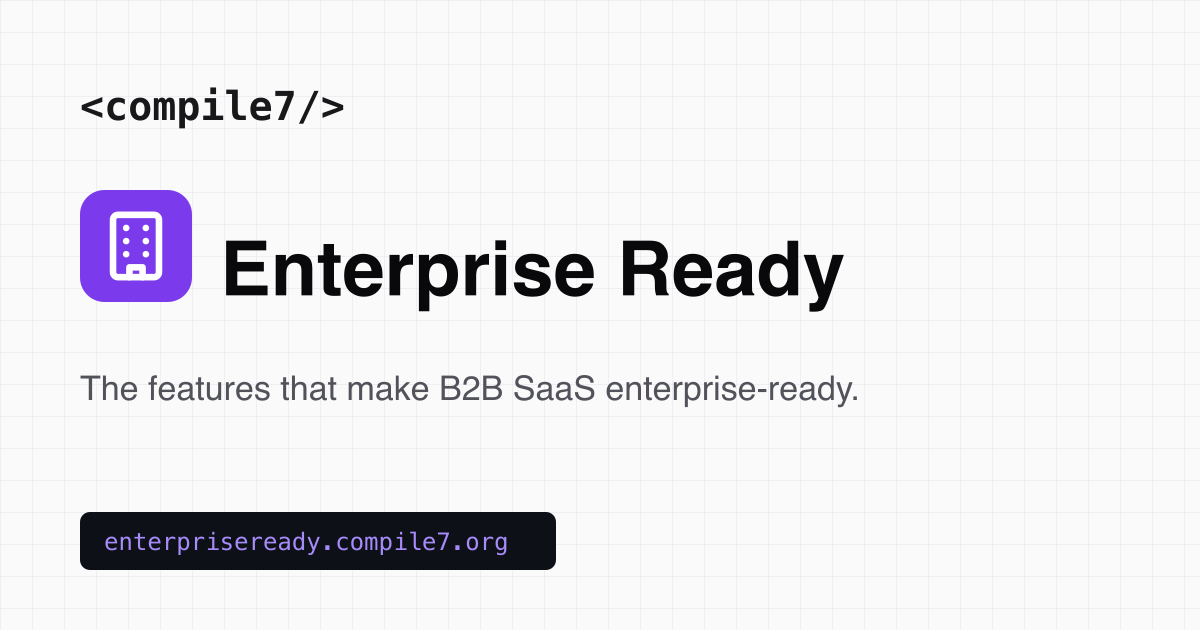 <compile7/>
Enterprise Ready
The features that make B2B SaaS enterprise-ready.
enterpriseready.compile7.org